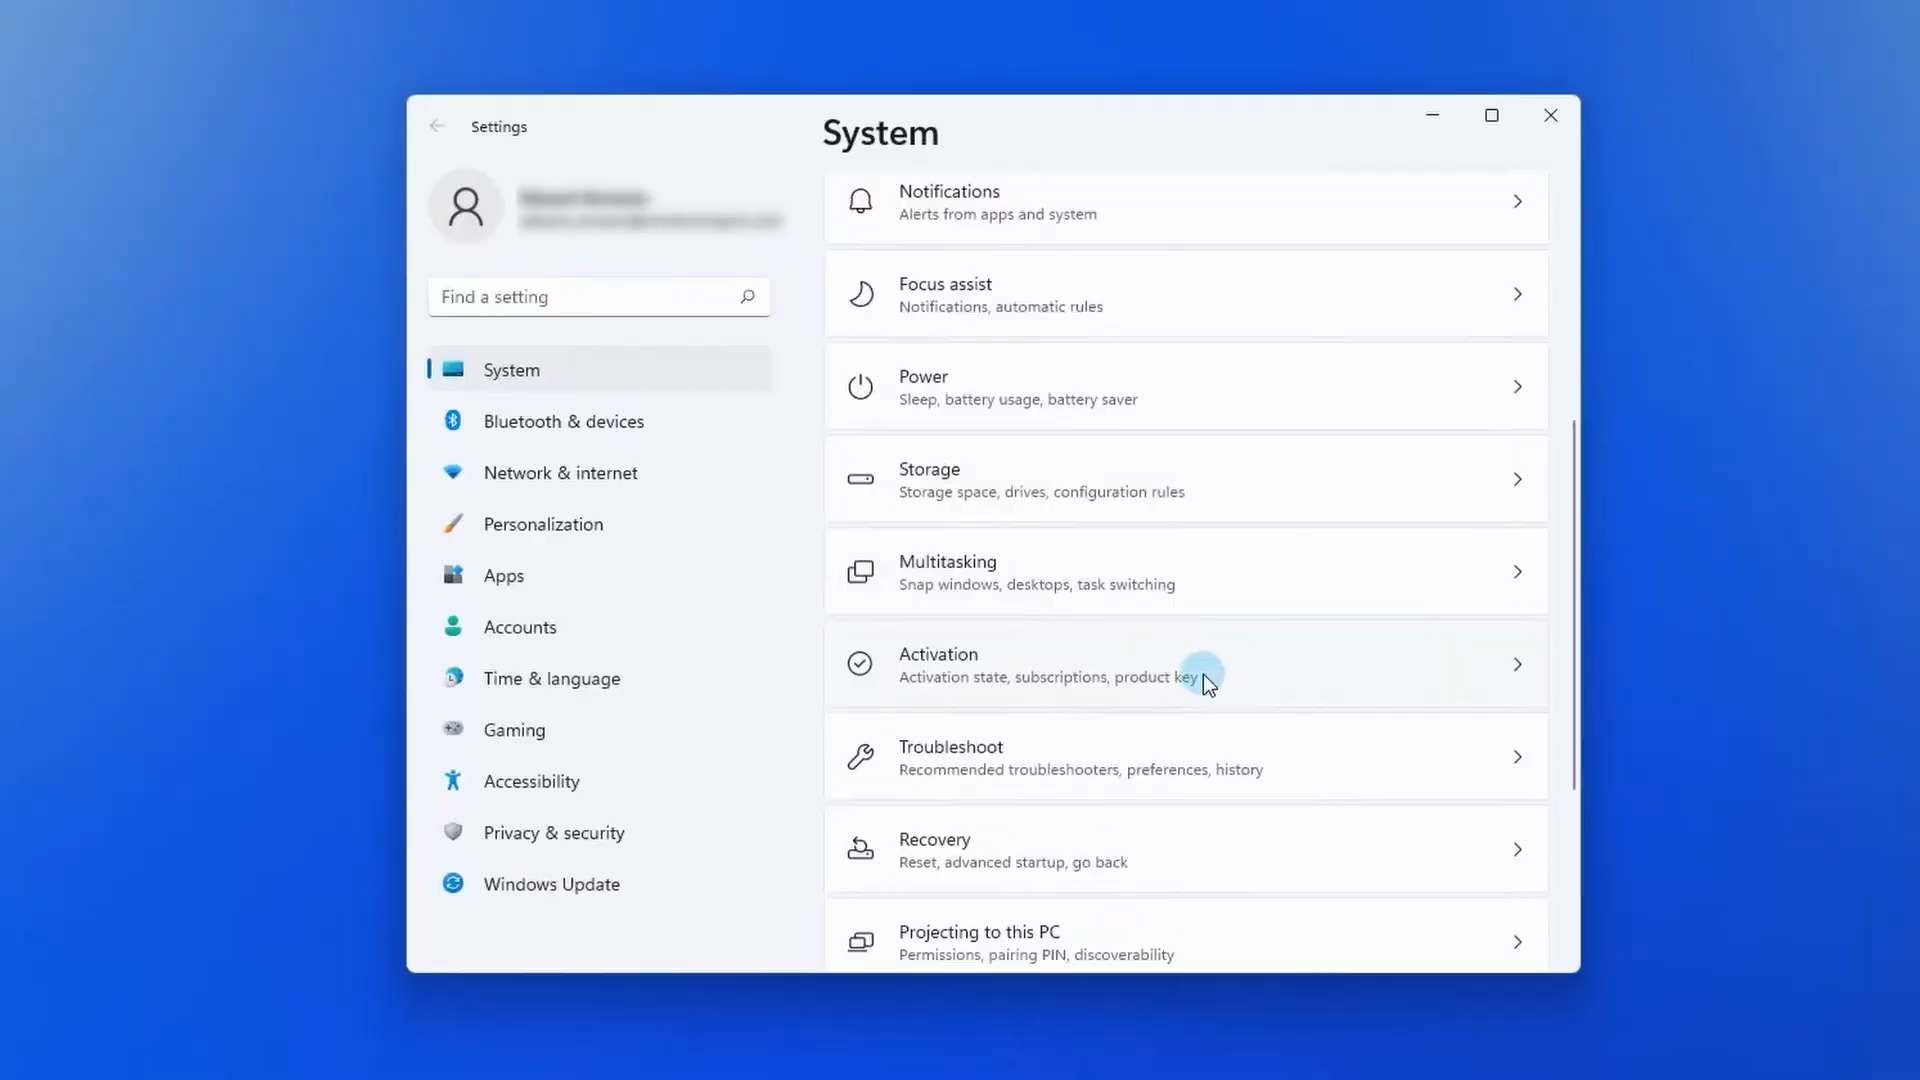 Settings
Find a setting
System
Bluetooth & devices
Network & internet
Personalization
Apps
Accounts
Time & language
Gaming
Accessibility
Privacy & security
Windows Update
System
Notifications
Alerts from apps and system
Focus assist
Notifications, automatic rules
Power
Sleep, battery usage, battery saver
Storage
Storage space, drives, configuration rules
Multitasking
Snap windows, desktops, task switching
Activation
Activation state, subscriptions, product key
Troubleshoot
Recommended troubleshooters, preferences, history
Recovery
Reset, advanced startup, go back
Projecting to this PC
Permissions, pairing PIN, discoverability